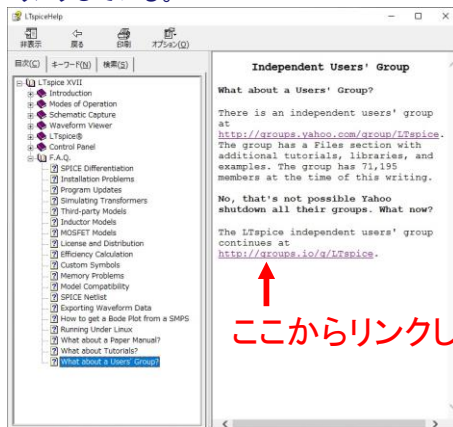 LTspiceHelp
非表示
戻る
印刷
オプション(O)
目次(C)
キーワード(N)
検索(S)
LTspice XVII
Introduction
Modes of Operation
Schematic Capture
Waveform Viewer
LTspice®
Control Panel
F.A.Q.
SPICE Differentiation
Installation Problems
Program Updates
Simulating Transformers
Third-party Models
Inductor Models
MOSFET Models
License and Distribution
Efficiency Calculation
Custom Symbols
Memory Problems
Model Compatibility
SPICE Netlist
Exporting Waveform Data
How to get a Bode Plot from a SMPS
Running Under Linux
What about a Paper Manual?
What about Tutorials?
What about a Users' Group?
Independent Users' Group
What about a Users' Group?
There is an independent users' group
at
http://groups.yahoo.com/group/LTspice.
The group has a Files section with
additional tutorials, libraries, and
examples. The group has 71,195
members at the time of this writing.
No, that's not possible Yahoo
shutdown all their groups. What now?
The LTspice independent users' group
continues at
http://groups.io/g/LTspice.
ここからリンクし